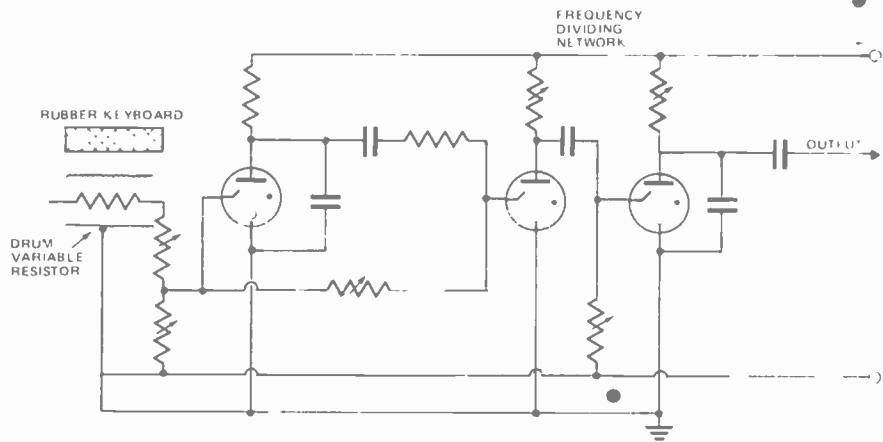 FREQUENCY
DIVIDING
NETWORK
RUBBER KEYBOARD
OUTPUT
DRUM
VARIABLE
RESISTOR